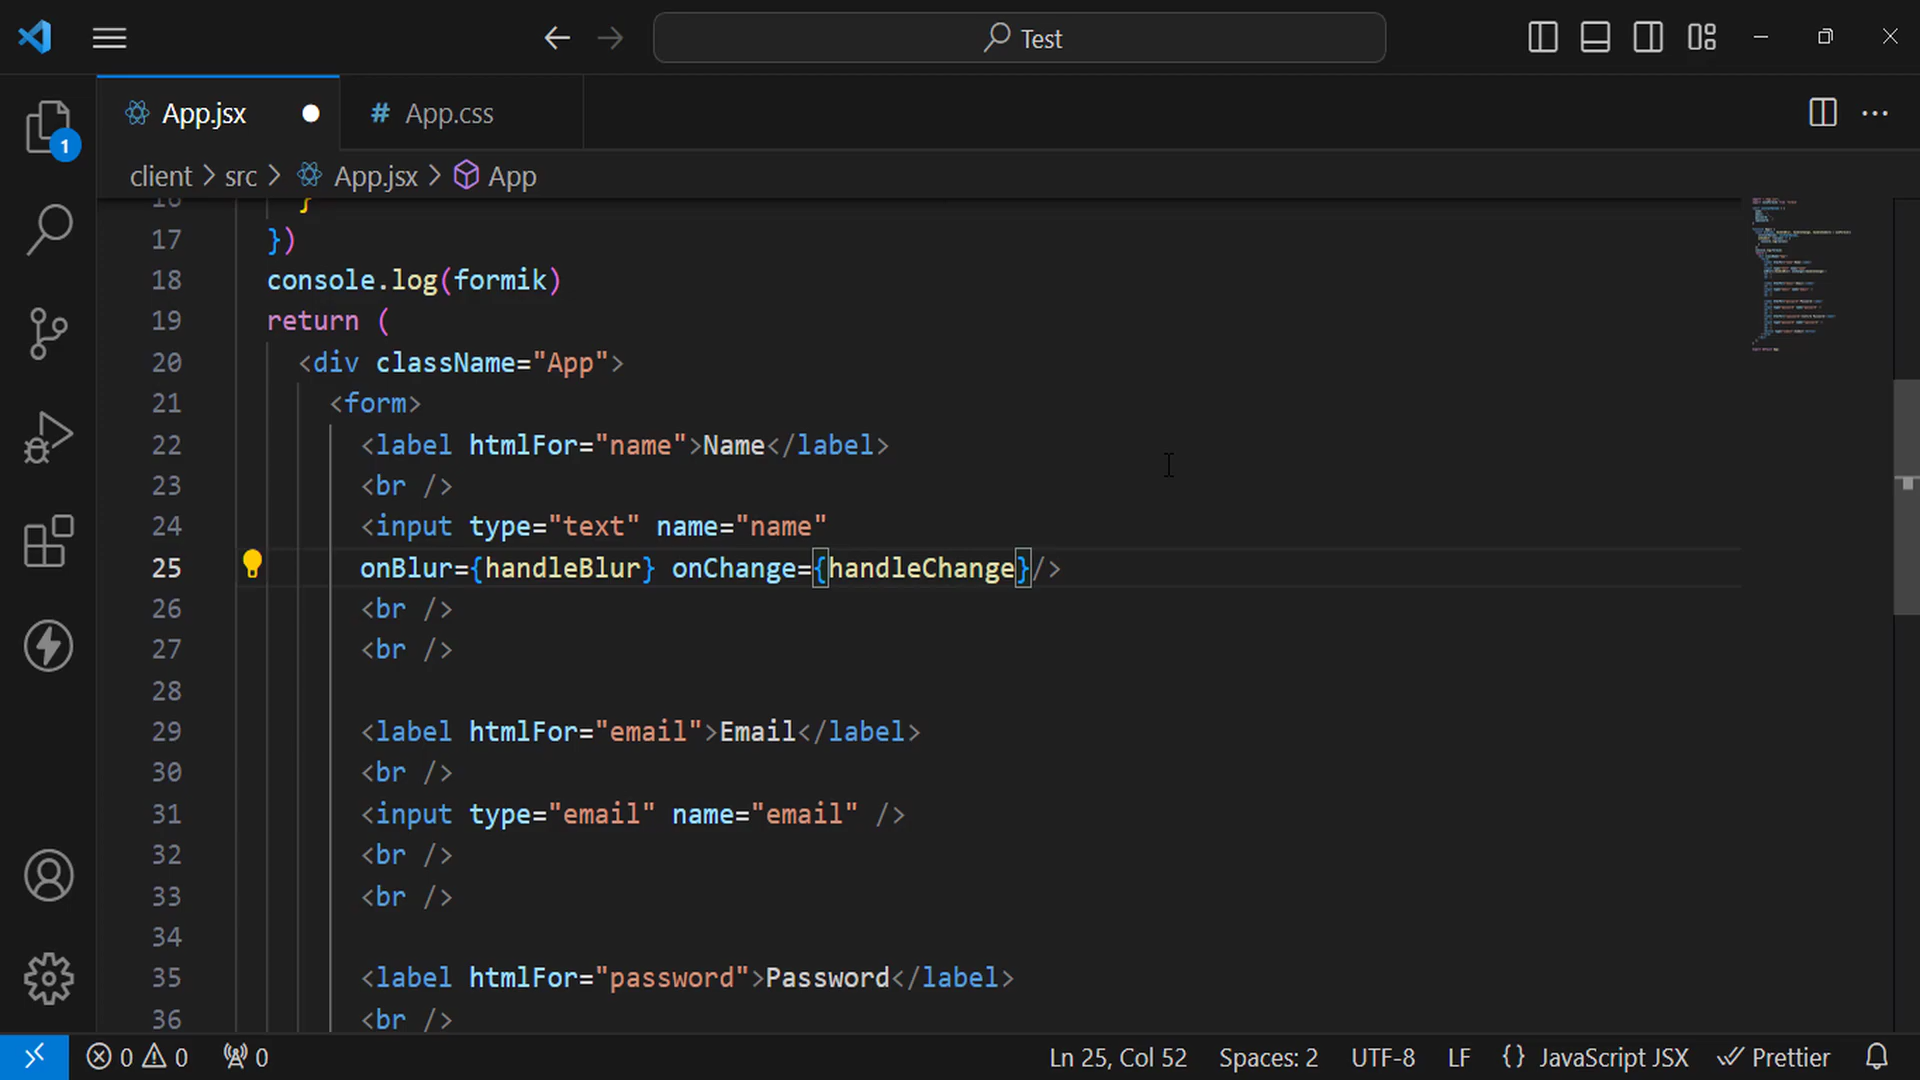 Test
App.jsx
# App.css
1
client > src > App.jsx > App
16 }
17 })
18 console.log(formik)
19 return (
20 <div className="App">
21 <form>
22 <label htmlFor="name">Name</label>
23 <br />
24 <input type="text" name="name"
25 onBlur={handleBlur} onChange={handleChange}/>
26 <br />
27 <br />
28
29 <label htmlFor="email">Email</label>
30 <br />
31 <input type="email" name="email" />
32 <br />
33 <br />
34
35 <label htmlFor="password">Password</label>
36 <br />
0 0 0 Ln 25, Col 52 Spaces: 2 UTF-8 LF {} JavaScript JSX Prettier